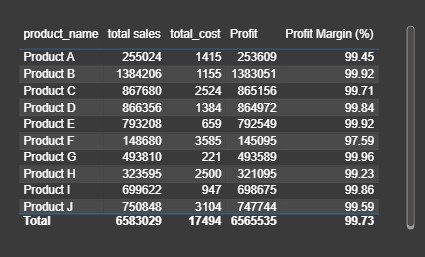 product_name total sales total_cost Profit Profit Margin (%)
Product A 255024 1415 253609 99.45
Product B 1384206 1155 1383051 99.92
Product C 867680 2524 865156 99.71
Product D 866356 1384 864972 99.84
Product E 793208 659 792549 99.92
Product F 148680 3585 145095 97.59
Product G 493810 221 493589 99.96
Product H 323595 2500 321095 99.23
Product I 699622 947 698675 99.86
Product J 750848 3104 747744 99.59
Total 6583029 17494 6565535 99.73